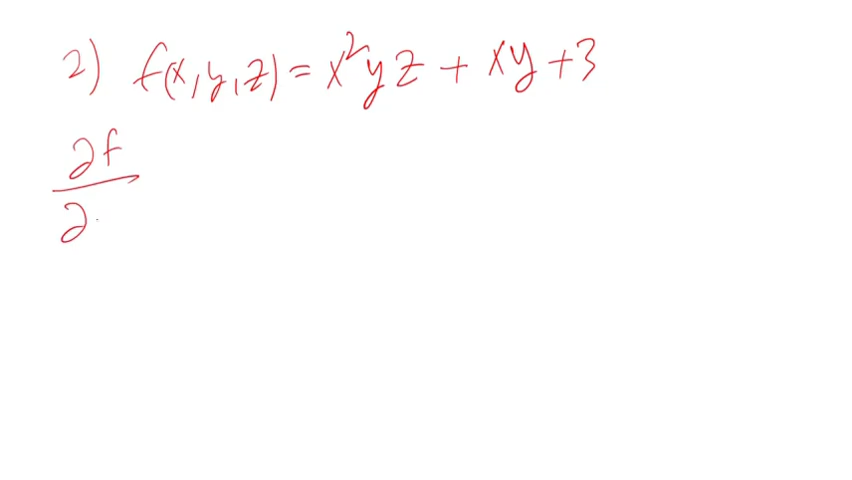 2) f(x,y,z) = x²yz + xy + 3
∂f
∂